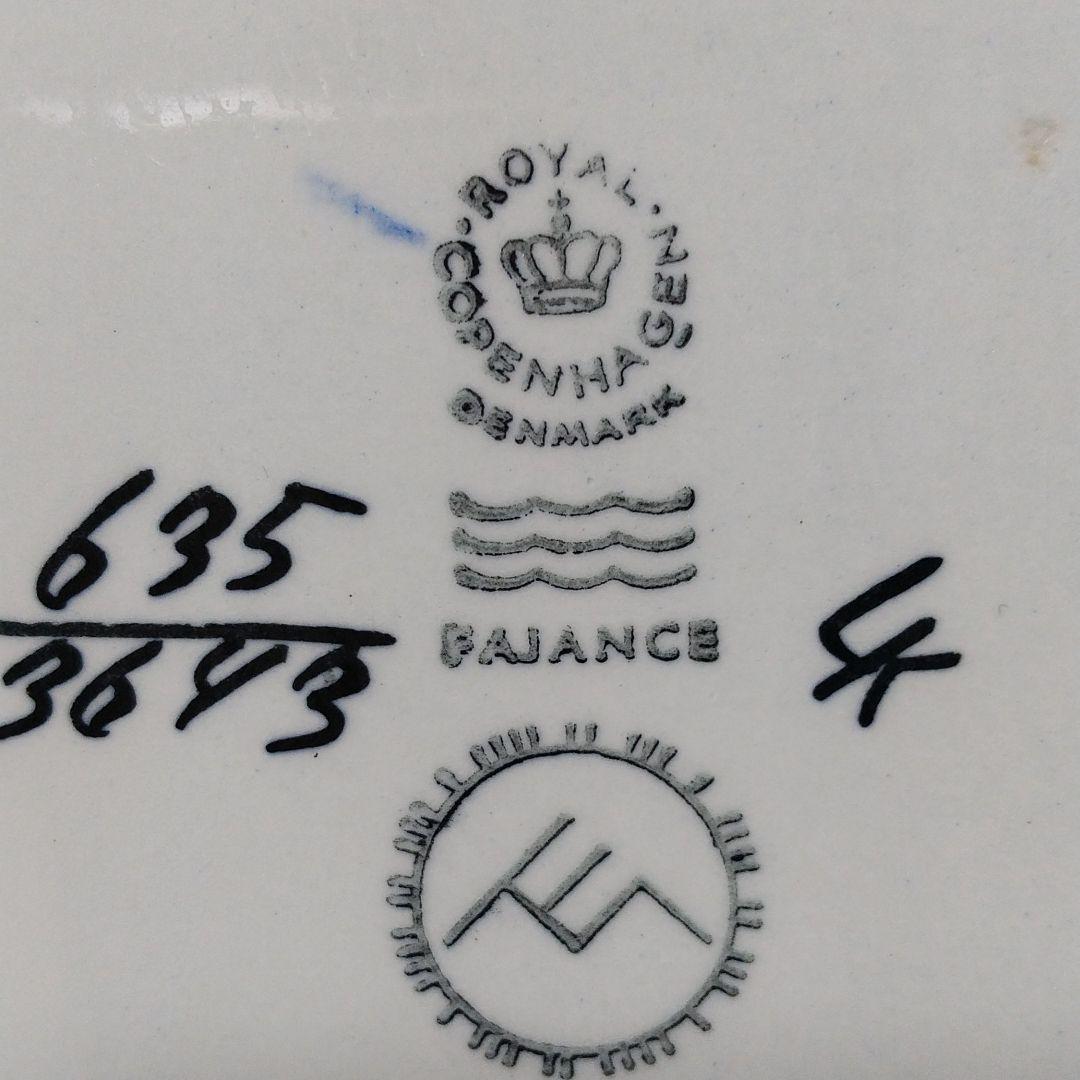 ROYAL·
·COPENHAGEN
DENMARK
635
3643
FAJANCE